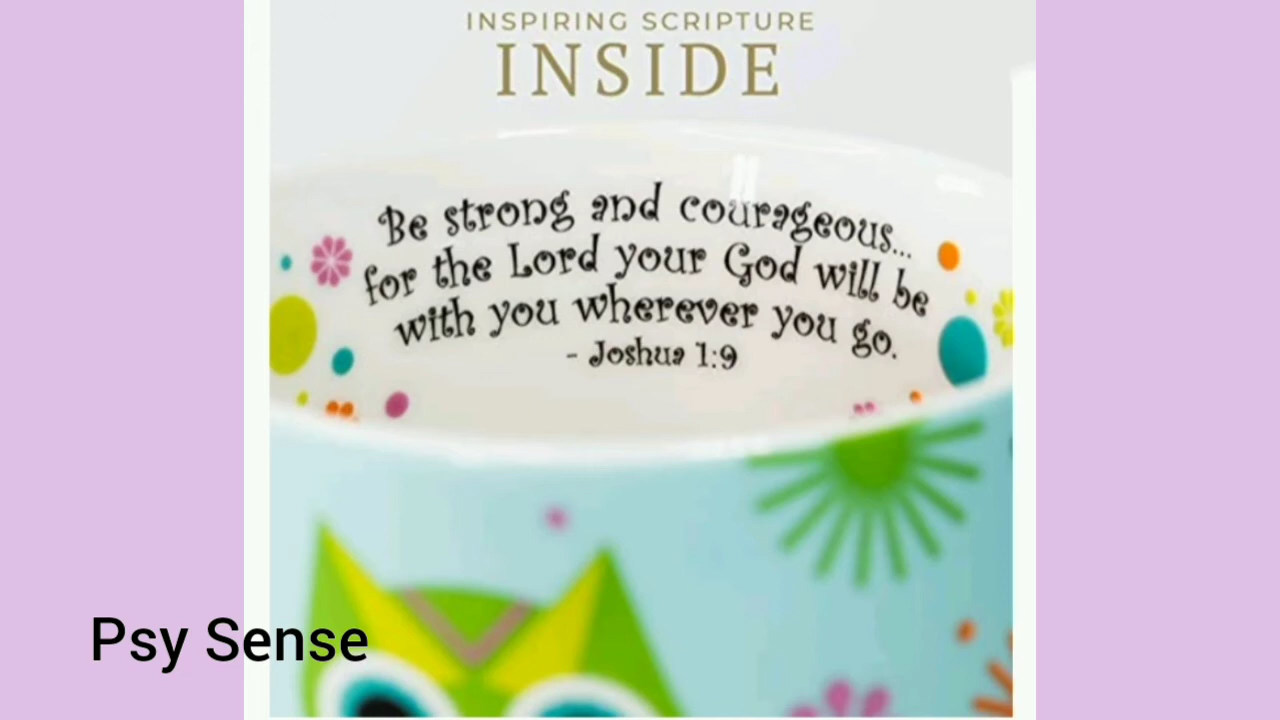 INSPIRING SCRIPTURE
INSIDE
Be strong and courageous...
for the Lord your God will be
with you wherever you go.
- Joshua 1:9
Psy Sense